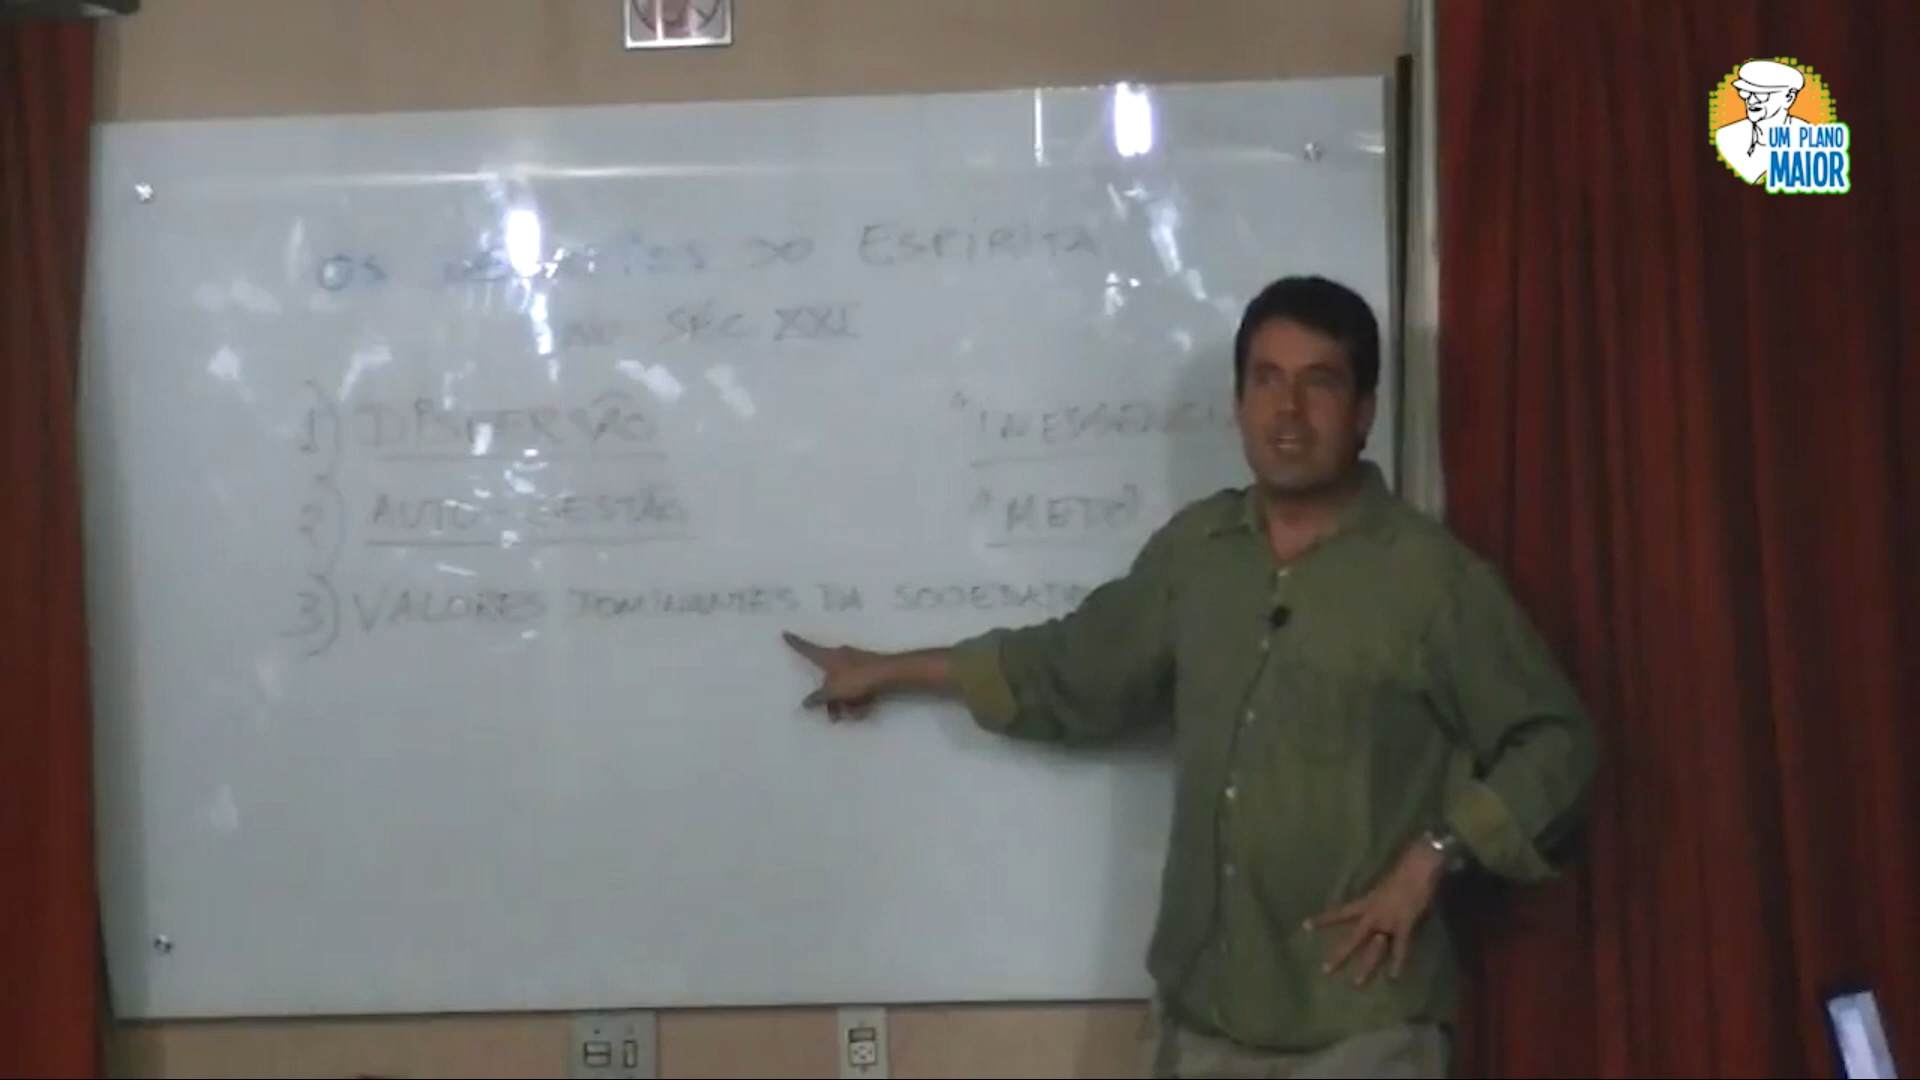 OS DESAFIOS DO ESPÍRITA
NO SÉC XXI
1) DISPERSÃO
"INESSENCI
2) AUTO-GESTÃO
3) VALORES DOMINANTES DA SOCIEDADE
UM PLANO
MAIOR